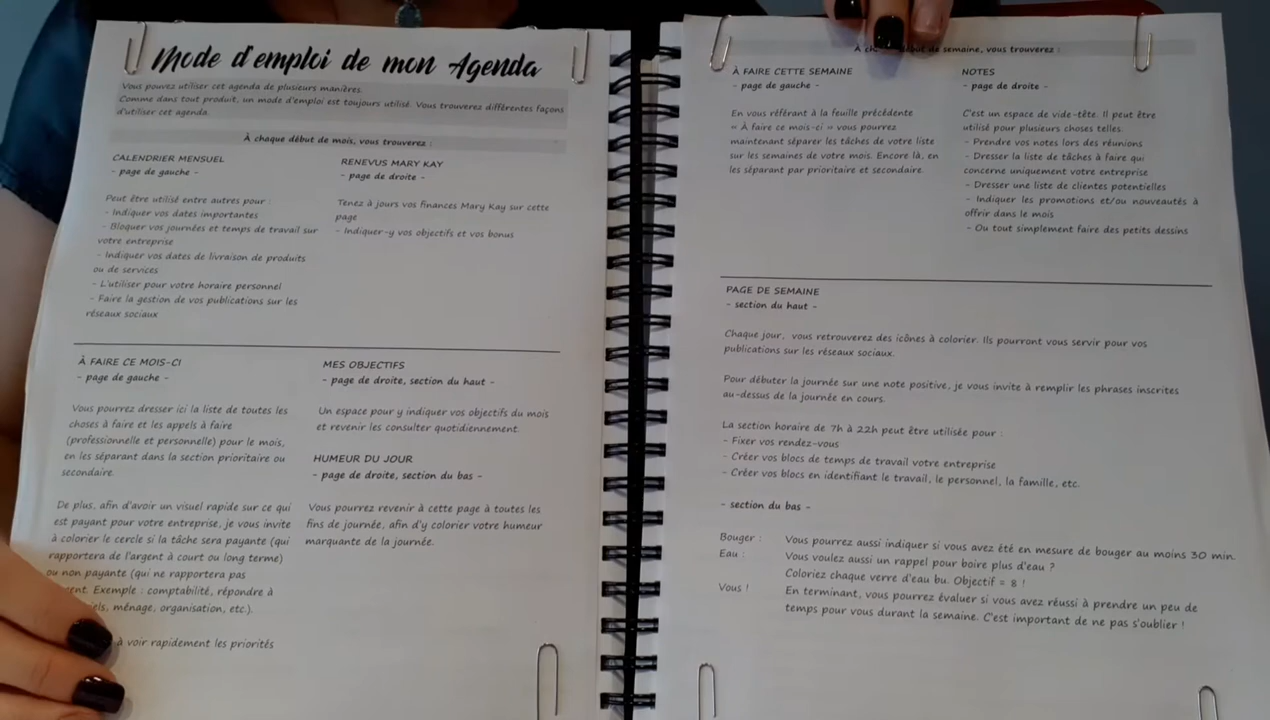 Mode d'emploi de mon Agenda
Vous pouvez utiliser cet agenda de plusieurs manières.
Comme dans tout produit, un mode d'emploi est toujours utilisé. Vous trouverez différentes façons
d'utiliser cet agenda.
À chaque début de mois, vous trouverez :
CALENDRIER MENSUEL
- page de gauche -
Peut être utilisé entre autres pour :
- Indiquer vos dates importantes
- Bloquer vos journées et temps de travail sur
votre entreprise
- Indiquer vos dates de livraison de produits
ou de services
- L'utiliser pour votre horaire personnel
- Faire la gestion de vos publications sur les
réseaux sociaux
RENEVUS MARY KAY
- page de droite -
Tenez à jours vos finances Mary Kay sur cette
page
- Indiquer-y vos objectifs et vos bonus
À FAIRE CE MOIS-CI
- page de gauche -
Vous pourrez dresser ici la liste de toutes les
choses à faire et les appels à faire
(professionnelle et personnelle) pour le mois,
en les séparant dans la section prioritaire ou
secondaire.
De plus, afin d'avoir un visuel rapide sur ce qui
est payant pour votre entreprise, je vous invite
à colorier le cercle si la tâche sera payante (qui
rapportera de l'argent à court ou long terme)
ou non payante (qui ne rapportera pas
Exemple : comptabilité, répondre à
ménage, organisation, etc.).
à voir rapidement les priorités
MES OBJECTIFS
- page de droite, section du haut -
Un espace pour y indiquer vos objectifs du mois
et revenir les consulter quotidiennement.
HUMEUR DU JOUR
- page de droite, section du bas -
Vous pourrez revenir à cette page à toutes les
fins de journée, afin d'y colorier votre humeur
marquante de la journée.
À de semaine, vous trouverez :
À FAIRE CETTE SEMAINE
- page de gauche -
En vous référant à la feuille précédente
« À faire ce mois-ci » vous pourrez
maintenant séparer les tâches de votre liste
sur les semaines de votre mois. Encore là, en
les séparant par prioritaire et secondaire.
NOTES
- page de droite -
C'est un espace de vide-tête. Il peut être
utilisé pour plusieurs choses telles:
- Prendre vos notes lors des réunions
- Dresser la liste de tâches à faire qui
concerne uniquement votre entreprise
- Dresser une liste de clientes potentielles
- Indiquer les promotions et/ou nouveautés à
offrir dans le mois
- Ou tout simplement faire des petits dessins
PAGE DE SEMAINE
- section du haut -
Chaque jour, vous retrouverez des icônes à colorier. Ils pourront vous servir pour vos
publications sur les réseaux sociaux.
Pour débuter la journée sur une note positive, je vous invite à remplir les phrases inscrites
au-dessus de la journée en cours.
La section horaire de 7h à 22h peut être utilisée pour :
- Fixer vos rendez-vous
- Créer vos blocs de temps de travail votre entreprise
- Créer vos blocs en identifiant le travail, le personnel, la famille, etc.
- section du bas -
Bouger : Vous pourrez aussi indiquer si vous avez été en mesure de bouger au moins 30 min.
Eau : Vous voulez aussi un rappel pour boire plus d'eau ?
Coloriez chaque verre d'eau bu. Objectif = 8 !
Vous ! En terminant, vous pourrez évaluer si vous avez réussi à prendre un peu de
temps pour vous durant la semaine. C'est important de ne pas s'oublier !